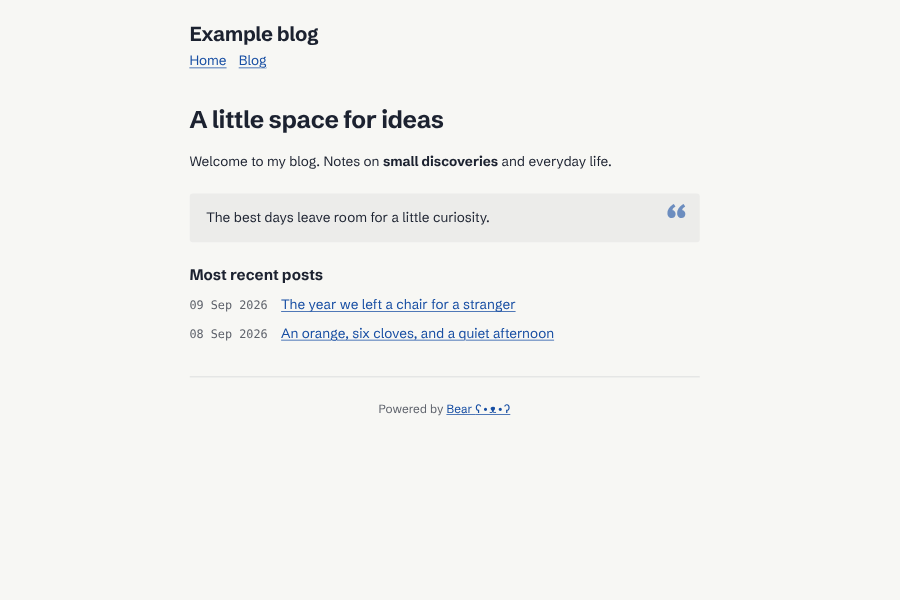 Example blog
Home Blog
A little space for ideas
Welcome to my blog. Notes on small discoveries and everyday life.
The best days leave room for a little curiosity. “
Most recent posts
09 Sep 2026 The year we left a chair for a stranger
08 Sep 2026 An orange, six cloves, and a quiet afternoon
Powered by Bear ʕ•ᴥ•ʔ